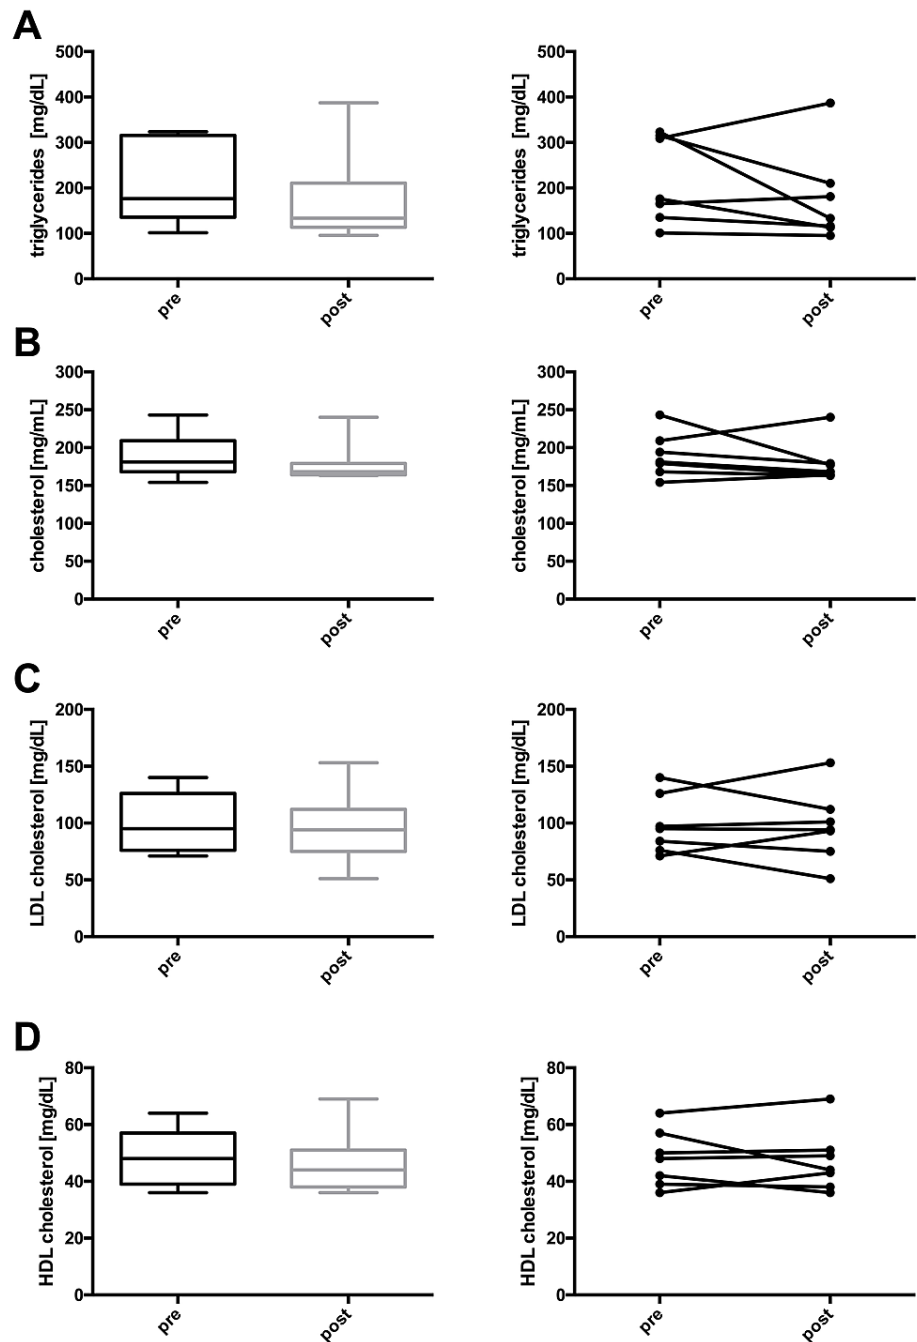 A
triglycerides [mg/dL]
500
400
300
200
100
0
pre
post
triglycerides [mg/dL]
500
400
300
200
100
0
pre
post
B
cholesterol [mg/mL]
300
250
200
150
100
50
0
pre
post
cholesterol [mg/mL]
300
250
200
150
100
50
0
pre
post
C
LDL cholesterol [mg/dL]
200
150
100
50
0
pre
post
LDL cholesterol [mg/dL]
200
150
100
50
0
pre
post
D
HDL cholesterol [mg/dL]
80
60
40
20
0
pre
post
HDL cholesterol [mg/dL]
80
60
40
20
0
pre
post